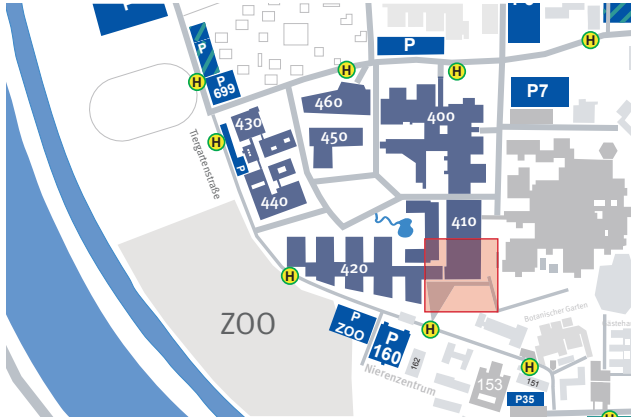 P
P
P
699
P
H
H
H
H
H
H
H
H
P7
460
450
430
440
400
410
420
P
Tiergartenstraße
ZOO
P
ZOO
P
160
162
Nierenzentrum
153
151
P35
Botanischer Garten